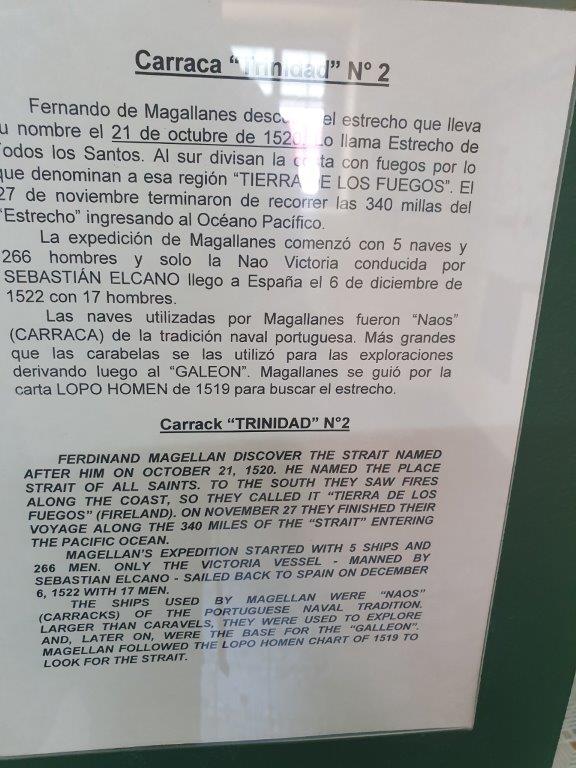 Carraca "Trinidad" N° 2
Fernando de Magallanes el estrecho que lleva
u nombre el 21 de octubre de 1520. Lo llama Estrecho de
Todos los Santos. Al sur divisan la costa con fuegos por lo
que denominan a esa región "TIERRA DE LOS FUEGOS". El
27 de noviembre terminaron de recorrer las 340 millas del
"Estrecho" ingresando al Océano Pacífico.
La expedición de Magallanes comenzó con 5 naves y
266 hombres y solo la Nao Victoria conducida por
SEBASTIÁN ELCANO llego a España el 6 de diciembre de
1522 con 17 hombres.
Las naves utilizadas por Magallanes fueron "Naos"
(CARRACA) de la tradición naval portuguesa. Más grandes
que las carabelas se las utilizó para las exploraciones
derivando luego al "GALEON". Magallanes se guió por la
carta LOPO HOMEN de 1519 para buscar el estrecho.
Carrack "TRINIDAD" N°2
FERDINAND MAGELLAN DISCOVER THE STRAIT NAMED
AFTER HIM ON OCTOBER 21, 1520. HE NAMED THE PLACE
STRAIT OF ALL SAINTS. TO THE SOUTH THEY SAW FIRES
ALONG THE COAST, SO THEY CALLED IT "TIERRA DE LOS
FUEGOS" (FIRELAND). ON NOVEMBER 27 THEY FINISHED THEIR
VOYAGE ALONG THE 340 MILES OF THE "STRAIT" ENTERING
THE PACIFIC OCEAN.
MAGELLAN'S EXPEDITION STARTED WITH 5 SHIPS AND
266 MEN. ONLY THE VICTORIA VESSEL - MANNED BY
SEBASTIAN ELCANO - SAILED BACK TO SPAIN ON DECEMBER
6, 1522 WITH 17 MEN.
THE SHIPS USED BY MAGELLAN WERE "NAOS"
(CARRACKS) OF THE PORTUGUESE NAVAL TRADITION.
LARGER THAN CARAVELS, THEY WERE USED TO EXPLORE
AND, LATER ON, WERE THE BASE FOR THE "GALLEON".
MAGELLAN FOLLOWED THE LOPO HOMEN CHART OF 1519 TO
LOOK FOR THE STRAIT.